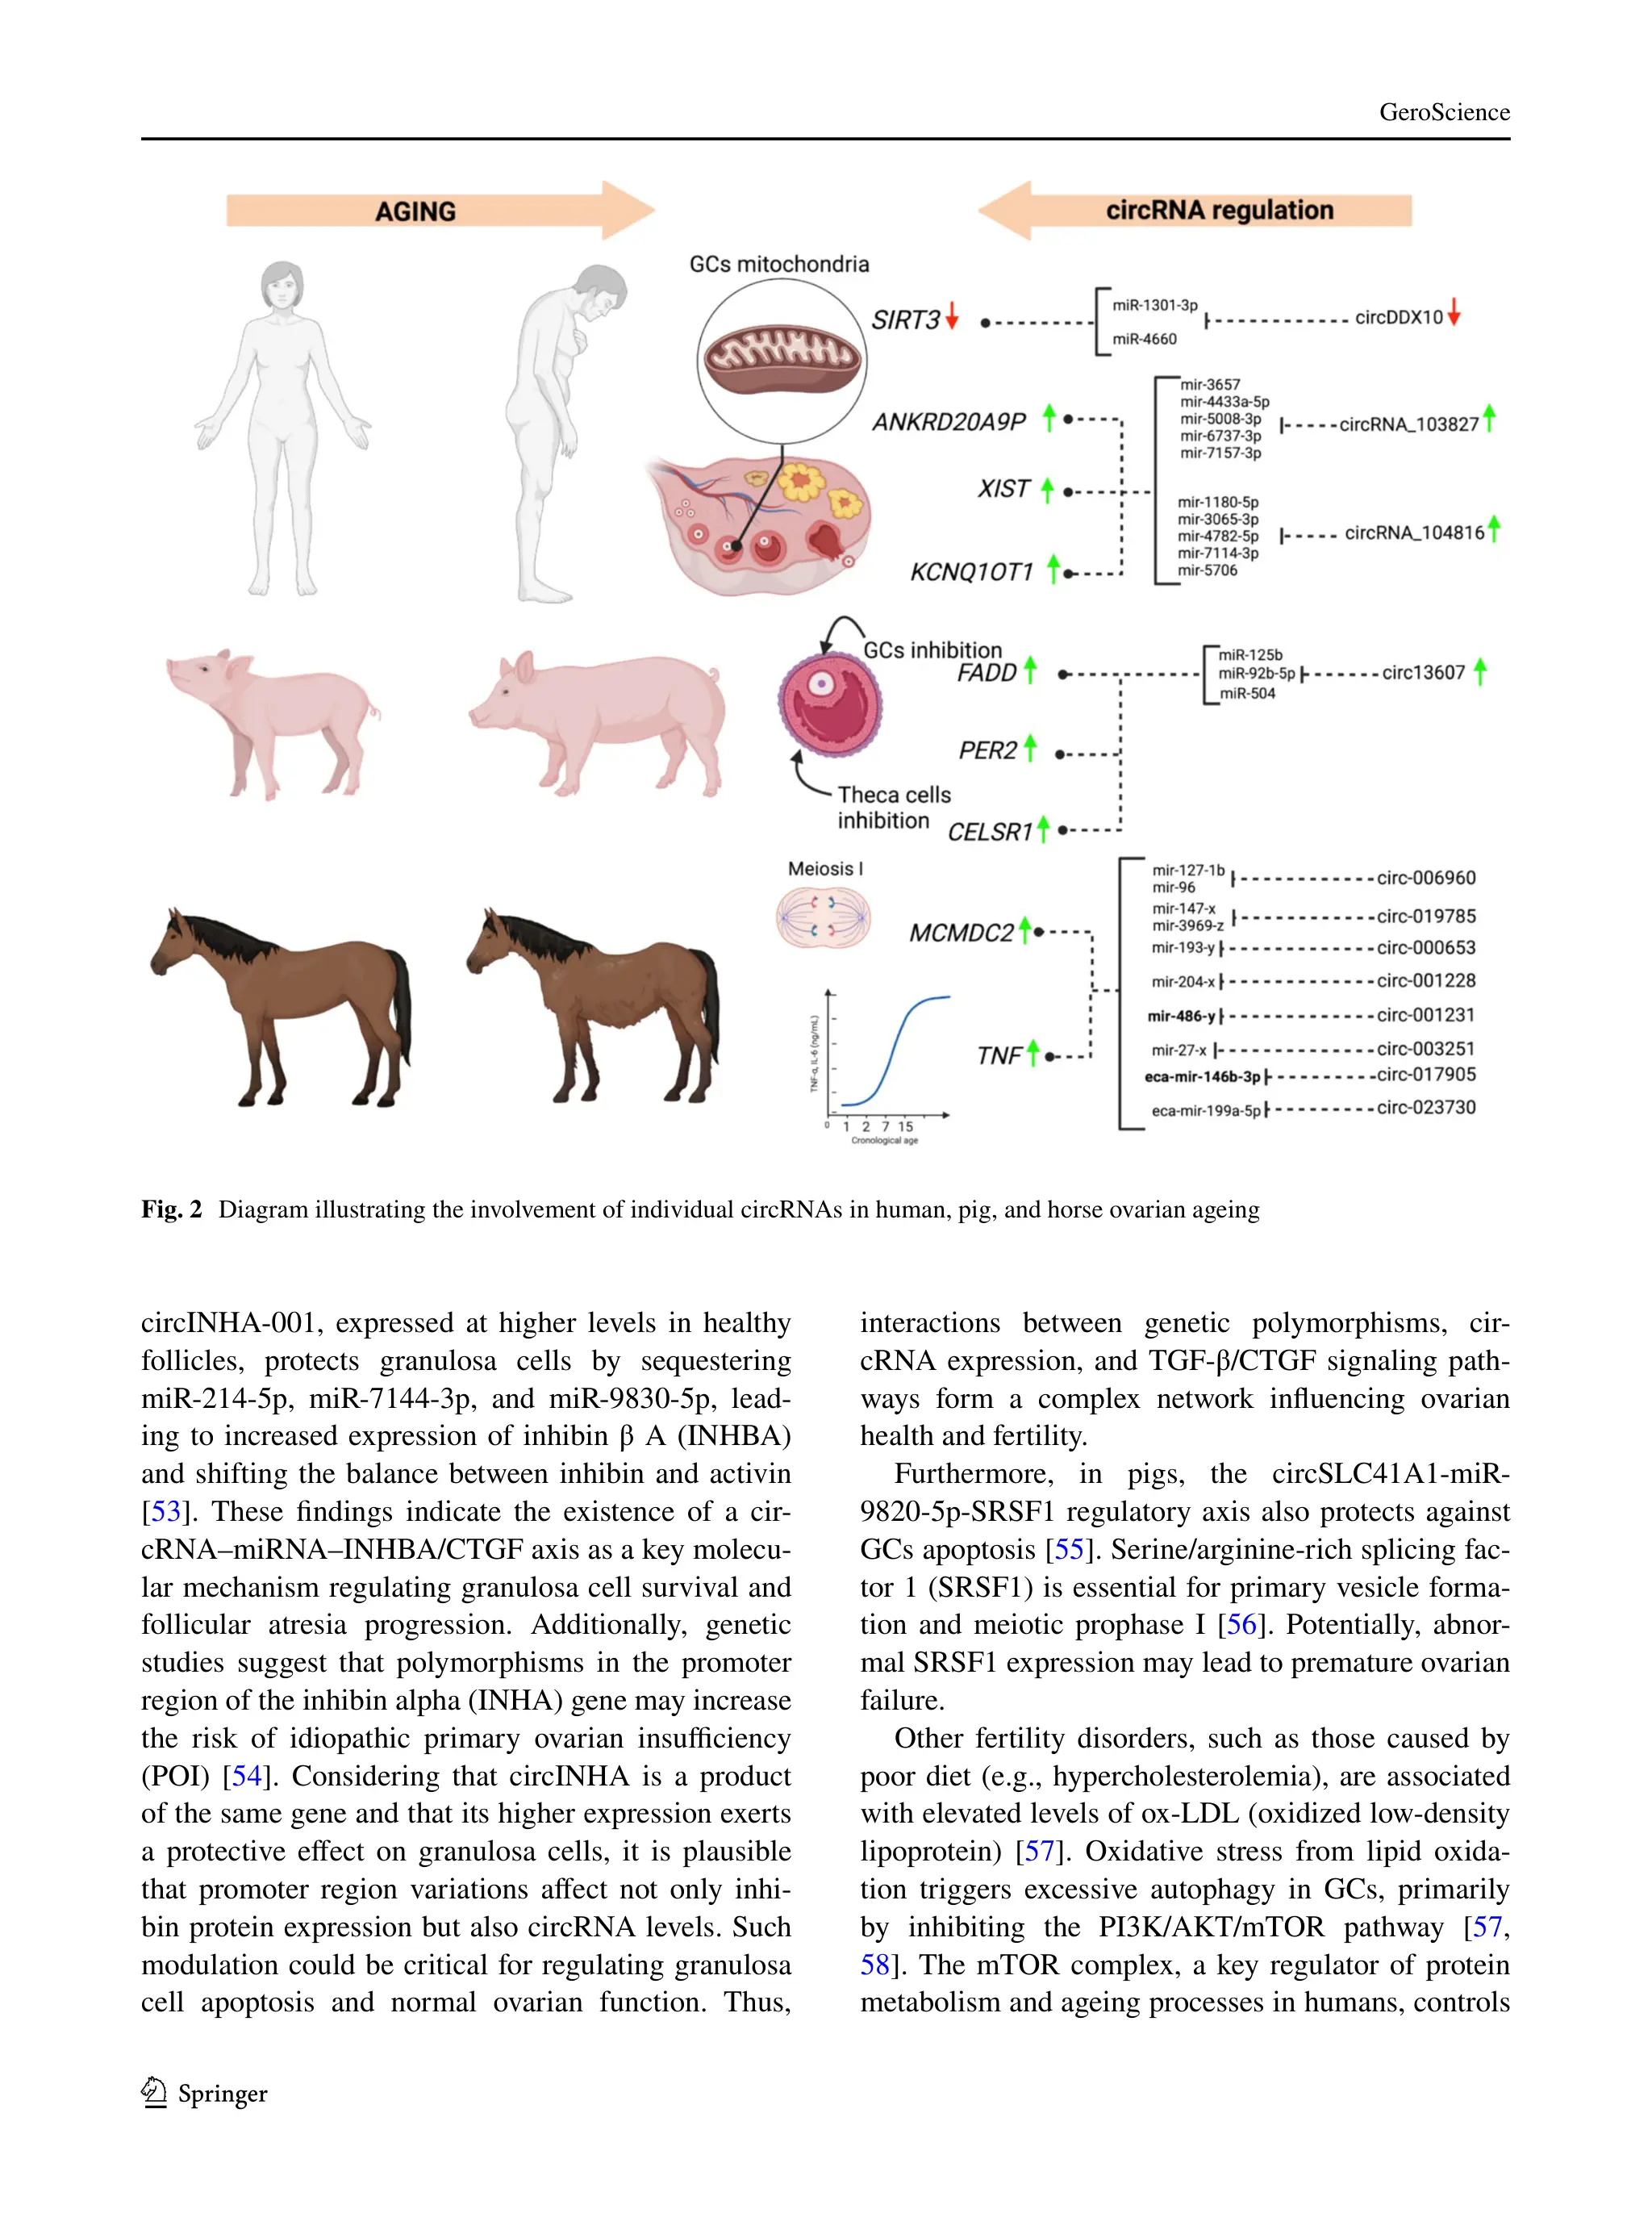 GeroScience
AGING
circRNA regulation
GCs mitochondria
SIRT3
miR-1301-3p
miR-4660
circDDX10
ANKRD20A9P
XIST
KCNQ1OT1
mir-3657
mir-4433a-5p
mir-5008-3p
mir-6737-3p
mir-7157-3p
circRNA_103827
mir-1180-5p
mir-3065-3p
mir-4782-5p
mir-7114-3p
mir-5706
circRNA_104816
GCs inhibition
FADD
PER2
CELSR1
Theca cells
inhibition
miR-125b
miR-92b-5p
miR-504
circ13607
Meiosis I
MCMDC2
TNF
TNF-α, IL-6 (ng/mL)
0 1 2 7 15
Cronological age
mir-127-1b
mir-96
circ-006960
mir-147-x
mir-3969-z
circ-019785
mir-193-y
circ-000653
mir-204-x
circ-001228
mir-486-y
circ-001231
mir-27-x
circ-003251
eca-mir-146b-3p
circ-017905
eca-mir-199a-5p
circ-023730
Fig. 2 Diagram illustrating the involvement of individual circRNAs in human, pig, and horse ovarian ageing
circINHA-001, expressed at higher levels in healthy
follicles, protects granulosa cells by sequestering
miR-214-5p, miR-7144-3p, and miR-9830-5p, lead-
ing to increased expression of inhibin β A (INHBA)
and shifting the balance between inhibin and activin
[53]. These findings indicate the existence of a cir-
cRNA–miRNA–INHBA/CTGF axis as a key molecu-
lar mechanism regulating granulosa cell survival and
follicular atresia progression. Additionally, genetic
studies suggest that polymorphisms in the promoter
region of the inhibin alpha (INHA) gene may increase
the risk of idiopathic primary ovarian insufficiency
(POI) [54]. Considering that circINHA is a product
of the same gene and that its higher expression exerts
a protective effect on granulosa cells, it is plausible
that promoter region variations affect not only inhi-
bin protein expression but also circRNA levels. Such
modulation could be critical for regulating granulosa
cell apoptosis and normal ovarian function. Thus,
interactions between genetic polymorphisms, cir-
cRNA expression, and TGF-β/CTGF signaling path-
ways form a complex network influencing ovarian
health and fertility.
Furthermore, in pigs, the circSLC41A1-miR-
9820-5p-SRSF1 regulatory axis also protects against
GCs apoptosis [55]. Serine/arginine-rich splicing fac-
tor 1 (SRSF1) is essential for primary vesicle forma-
tion and meiotic prophase I [56]. Potentially, abnor-
mal SRSF1 expression may lead to premature ovarian
failure.
Other fertility disorders, such as those caused by
poor diet (e.g., hypercholesterolemia), are associated
with elevated levels of ox-LDL (oxidized low-density
lipoprotein) [57]. Oxidative stress from lipid oxida-
tion triggers excessive autophagy in GCs, primarily
by inhibiting the PI3K/AKT/mTOR pathway [57,
58]. The mTOR complex, a key regulator of protein
metabolism and ageing processes in humans, controls
Springer